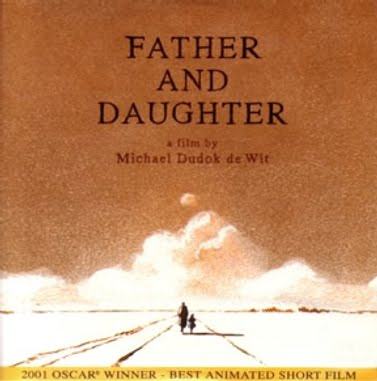 FATHER
AND
DAUGHTER
a film by
Michael Dudok de Wit
2001 OSCAR® WINNER - BEST ANIMATED SHORT FILM